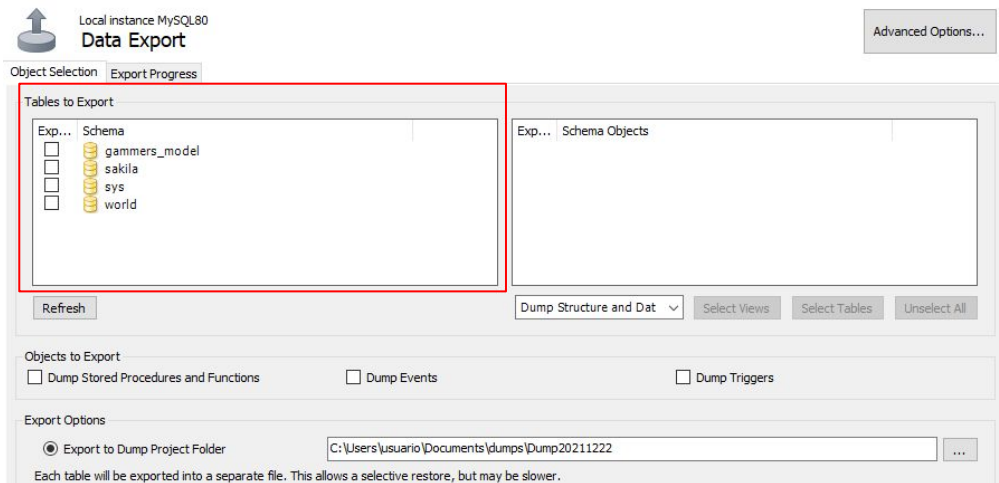 Local instance MySQL80
Data Export
Advanced Options...
Object Selection Export Progress
Tables to Export
Exp... Schema
gammers_model
sakila
sys
world
Exp... Schema Objects
Refresh
Dump Structure and Dat
Select Views
Select Tables
Unselect All
Objects to Export
Dump Stored Procedures and Functions
Dump Events
Dump Triggers
Export Options
Export to Dump Project Folder
C:\Users\usuario\Documents\dumps\Dump20211222
...
Each table will be exported into a separate file. This allows a selective restore, but may be slower.